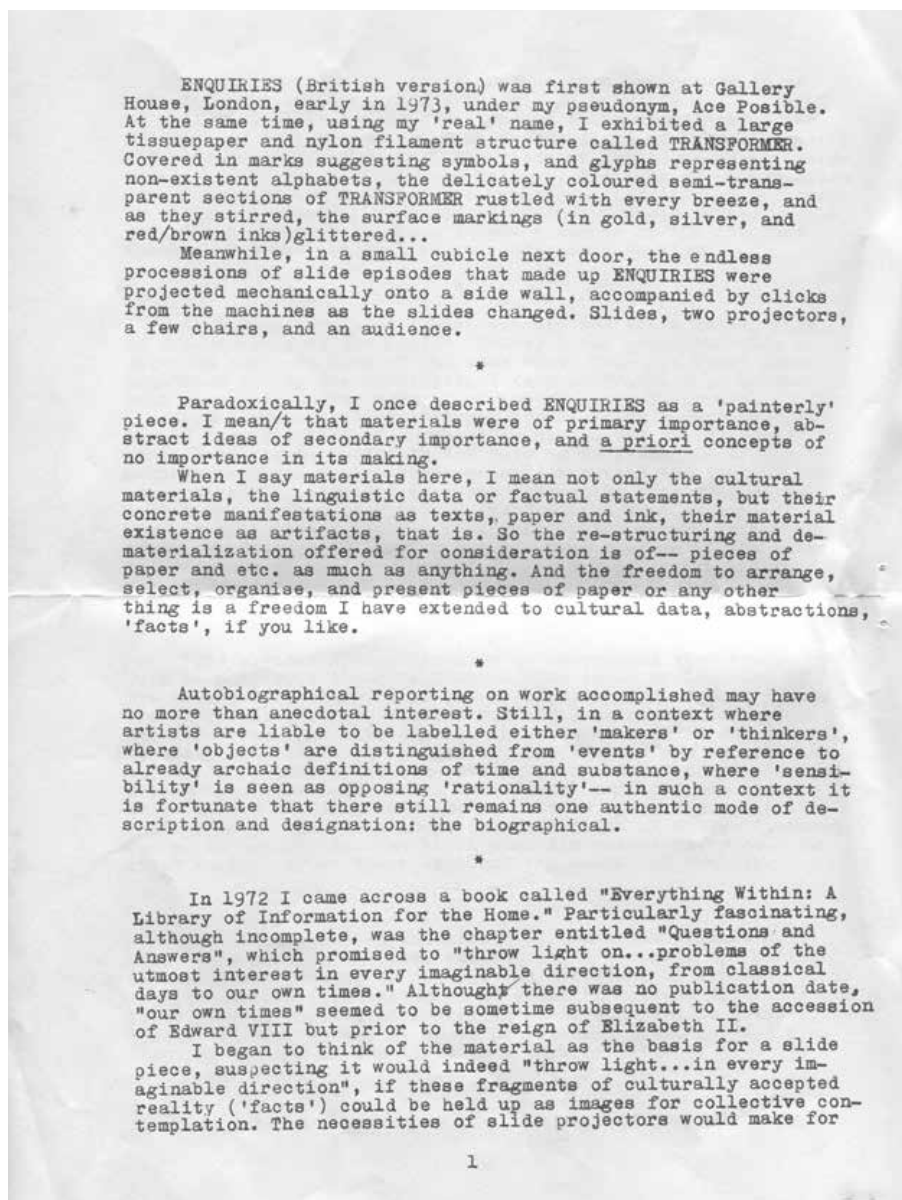 ENQUIRIES (British version) was first shown at Gallery
House, London, early in 1973, under my pseudonym, Ace Posible.
At the same time, using my 'real' name, I exhibited a large
tissuepaper and nylon filament structure called TRANSFORMER.
Covered in marks suggesting symbols, and glyphs representing
non-existent alphabets, the delicately coloured semi-trans-
parent sections of TRANSFORMER rustled with every breeze, and
as they stirred, the surface markings (in gold, silver, and
red/brown inks)glittered...
Meanwhile, in a small cubicle next door, the endless
processions of slide episodes that made up ENQUIRIES were
projected mechanically onto a side wall, accompanied by clicks
from the machines as the slides changed. Slides, two projectors,
a few chairs, and an audience.
*
Paradoxically, I once described ENQUIRIES as a 'painterly'
piece. I mean/t that materials were of primary importance, ab-
stract ideas of secondary importance, and a priori concepts of
no importance in its making.
When I say materials here, I mean not only the cultural
materials, the linguistic data or factual statements, but their
concrete manifestations as texts, paper and ink, their material
existence as artifacts, that is. So the re-structuring and de-
materialization offered for consideration is of-- pieces of
paper and etc. as much as anything. And the freedom to arrange,
select, organise, and present pieces of paper or any other
thing is a freedom I have extended to cultural data, abstractions,
'facts', if you like.
*
Autobiographical reporting on work accomplished may have
no more than anecdotal interest. Still, in a context where
artists are liable to be labelled either 'makers' or 'thinkers',
where 'objects' are distinguished from 'events' by reference to
already archaic definitions of time and substance, where 'sensi-
bility' is seen as opposing 'rationality'-- in such a context it
is fortunate that there still remains one authentic mode of de-
scription and designation: the biographical.
*
In 1972 I came across a book called "Everything Within: A
Library of Information for the Home." Particularly fascinating,
although incomplete, was the chapter entitled "Questions and
Answers", which promised to "throw light on...problems of the
utmost interest in every imaginable direction, from classical
days to our own times." Although there was no publication date,
"our own times" seemed to be sometime subsequent to the accession
of Edward VIII but prior to the reign of Elizabeth II.
I began to think of the material as the basis for a slide
piece, suspecting it would indeed "throw light...in every im-
aginable direction", if these fragments of culturally accepted
reality ('facts') could be held up as images for collective con-
templation. The necessities of slide projectors would make for
1